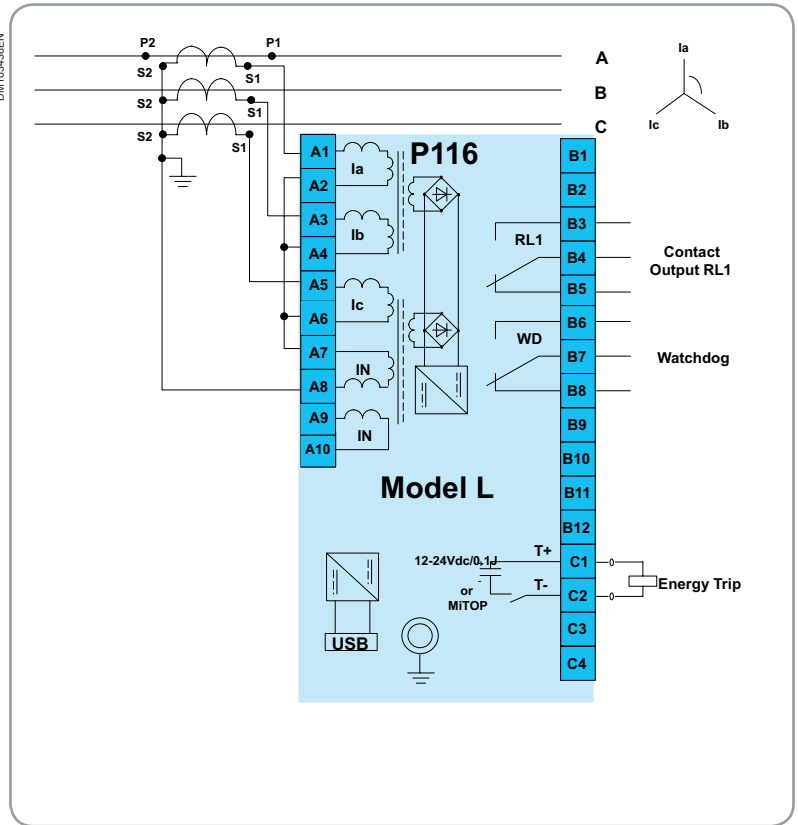 P2
P1
S2
S1
A
Ia
S2
S1
B
S2
S1
C
Ic
Ib
A1
P116
B1
Ia
A2
B2
A3
B3
Ib
RL1
A4
B4
Contact
Output RL1
A5
B5
Ic
A6
B6
WD
A7
B7
Watchdog
IN
A8
B8
A9
B9
IN
A10
B10
Model L
B11
B12
T+
12-24Vdc/0,1J
C1
or
MiTOP
T-
C2
Energy Trip
C3
USB
C4